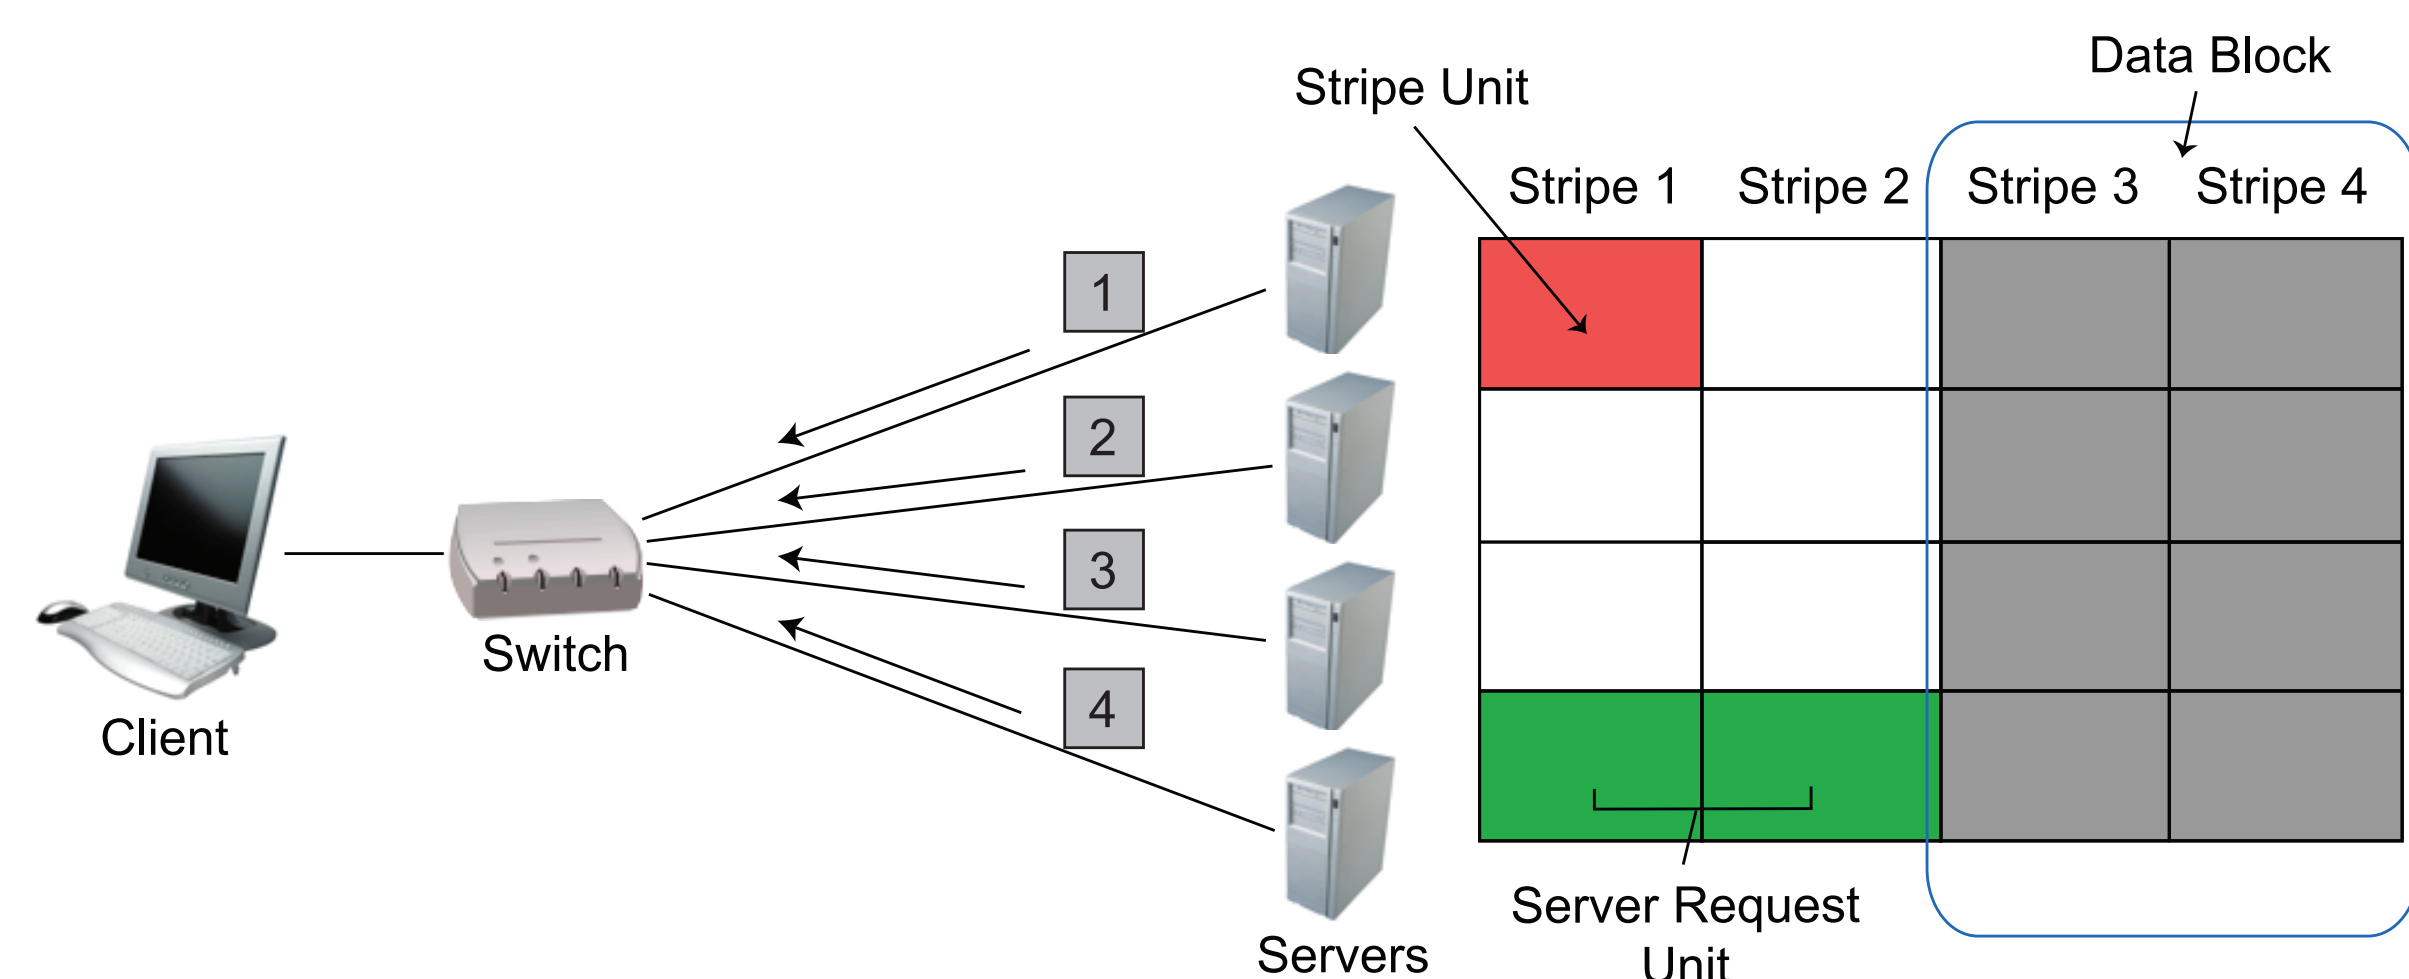 Data Block
Stripe Unit
Stripe 1 Stripe 2 Stripe 3 Stripe 4
1
2
3
4
Switch
Client
Server Request
Unit
Servers